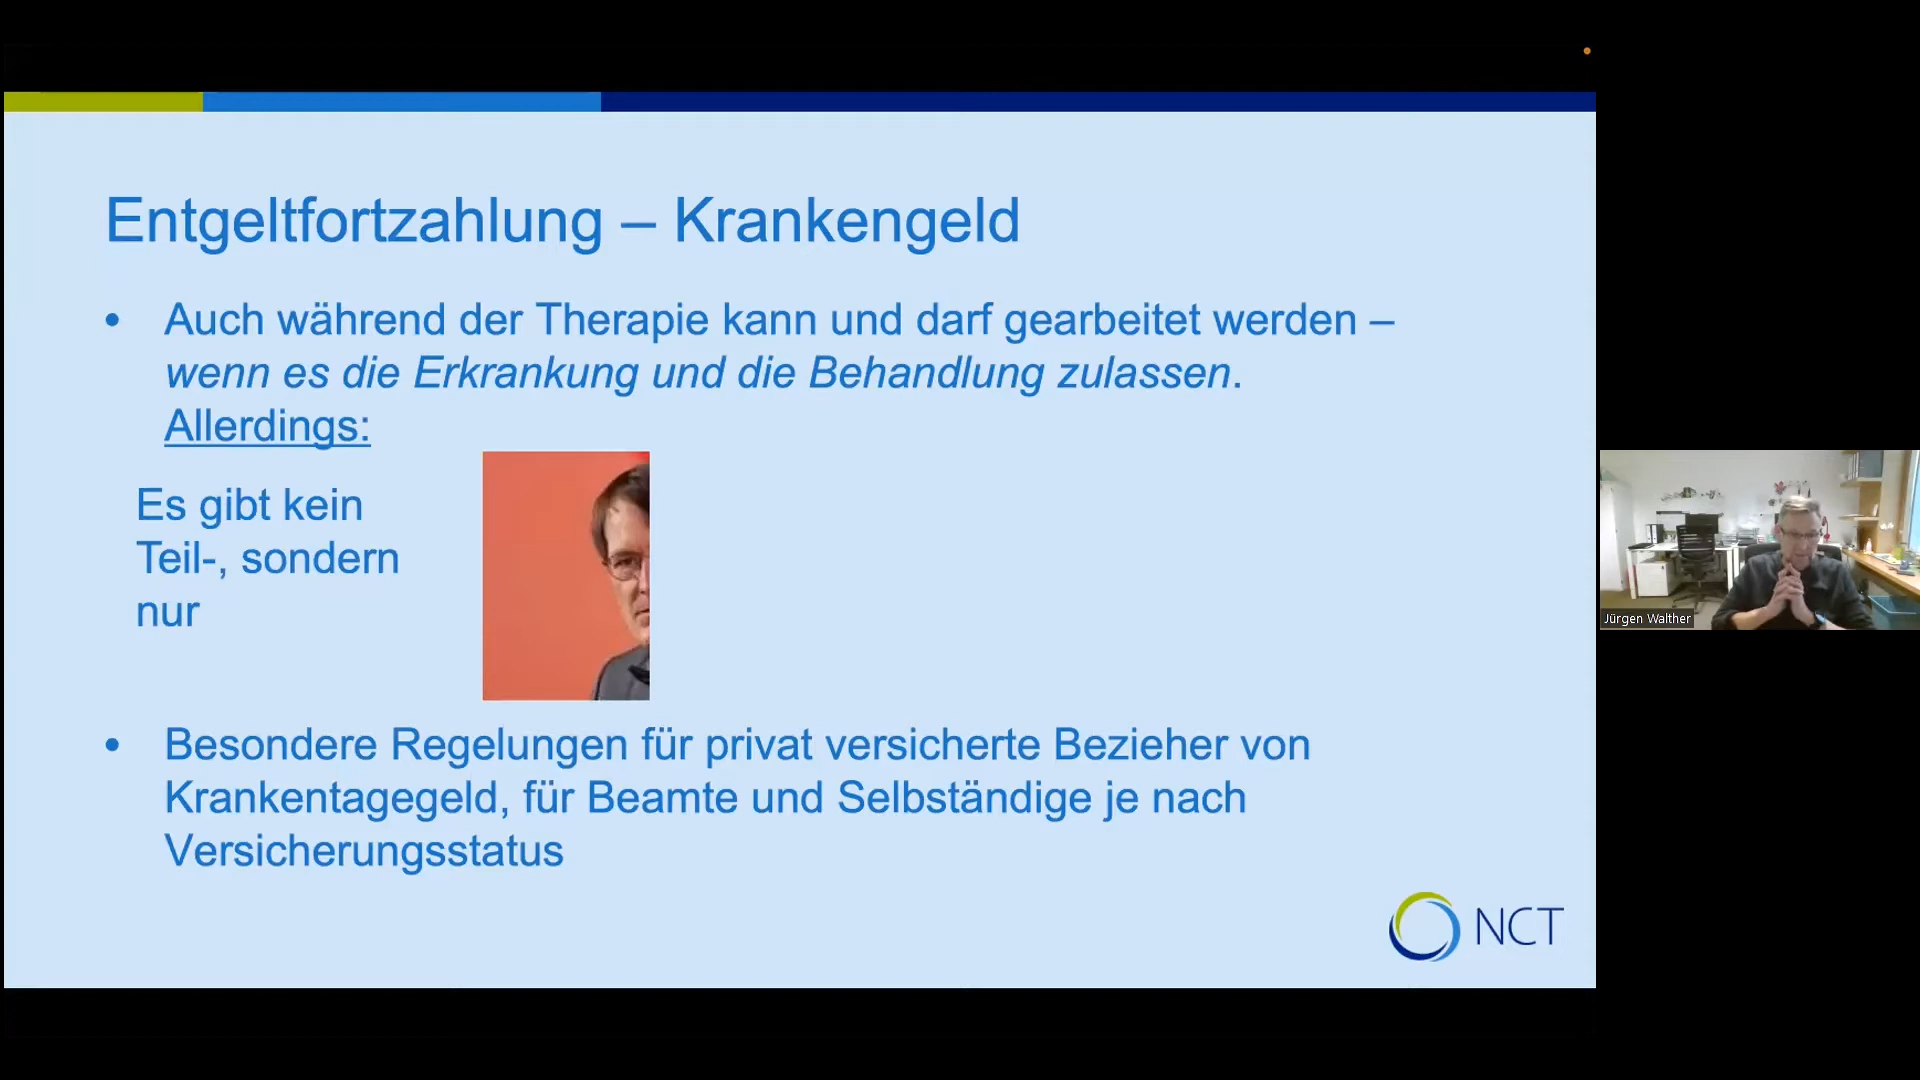 Entgeltfortzahlung – Krankengeld
• Auch während der Therapie kann und darf gearbeitet werden –
wenn es die Erkrankung und die Behandlung zulassen.
Allerdings:
Es gibt kein
Teil-, sondern
nur
• Besondere Regelungen für privat versicherte Bezieher von
Krankentagegeld, für Beamte und Selbständige je nach
Versicherungsstatus
NCT
Jürgen Walther